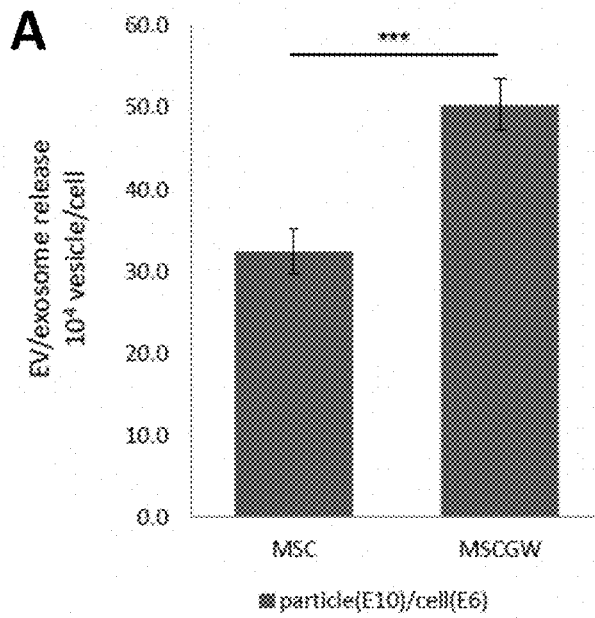 A
***
60.0
50.0
40.0
30.0
20.0
10.0
0.0
EV/exosome release
10⁴ vesicle/cell
MSC MSCGW
particle(E10)/cell(E6)